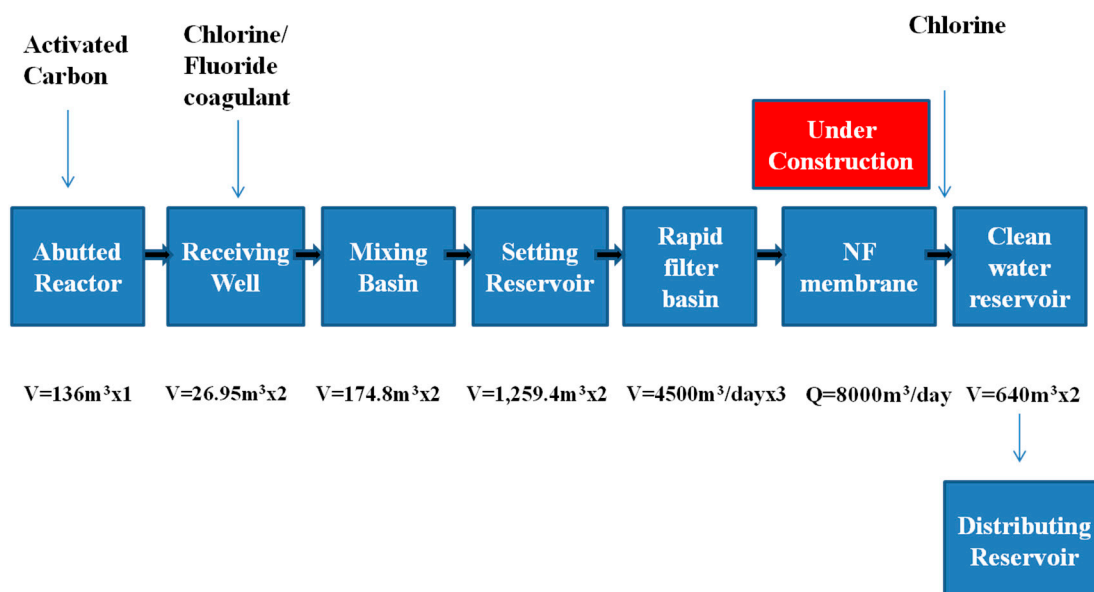 Activated
Carbon
Chlorine/
Fluoride
coagulant
Chlorine
Under
Construction
Abutted
Reactor
Receiving
Well
Mixing
Basin
Setting
Reservoir
Rapid
filter
basin
NF
membrane
Clean
water
reservoir
V=136m³x1
V=26.95m³x2
V=174.8m³x2
V=1,259.4m³x2
V=4500m³/dayx3
Q=8000m³/day
V=640m³x2
Distributing
Reservoir